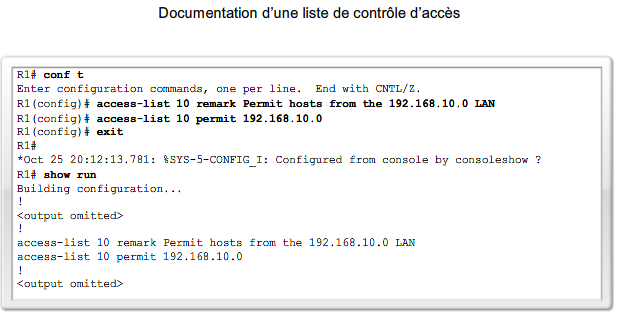 Documentation d'une liste de contrôle d'accès
R1# conf t
Enter configuration commands, one per line.  End with CNTL/Z.
R1(config)# access-list 10 remark Permit hosts from the 192.168.10.0 LAN
R1(config)# access-list 10 permit 192.168.10.0
R1(config)# exit
R1#
*Oct 25 20:12:13.781: %SYS-5-CONFIG_I: Configured from console by consoleshow ?
R1# show run
Building configuration...
!
<output omitted>
!
access-list 10 remark Permit hosts from the 192.168.10.0 LAN
access-list 10 permit 192.168.10.0
!
<output omitted>